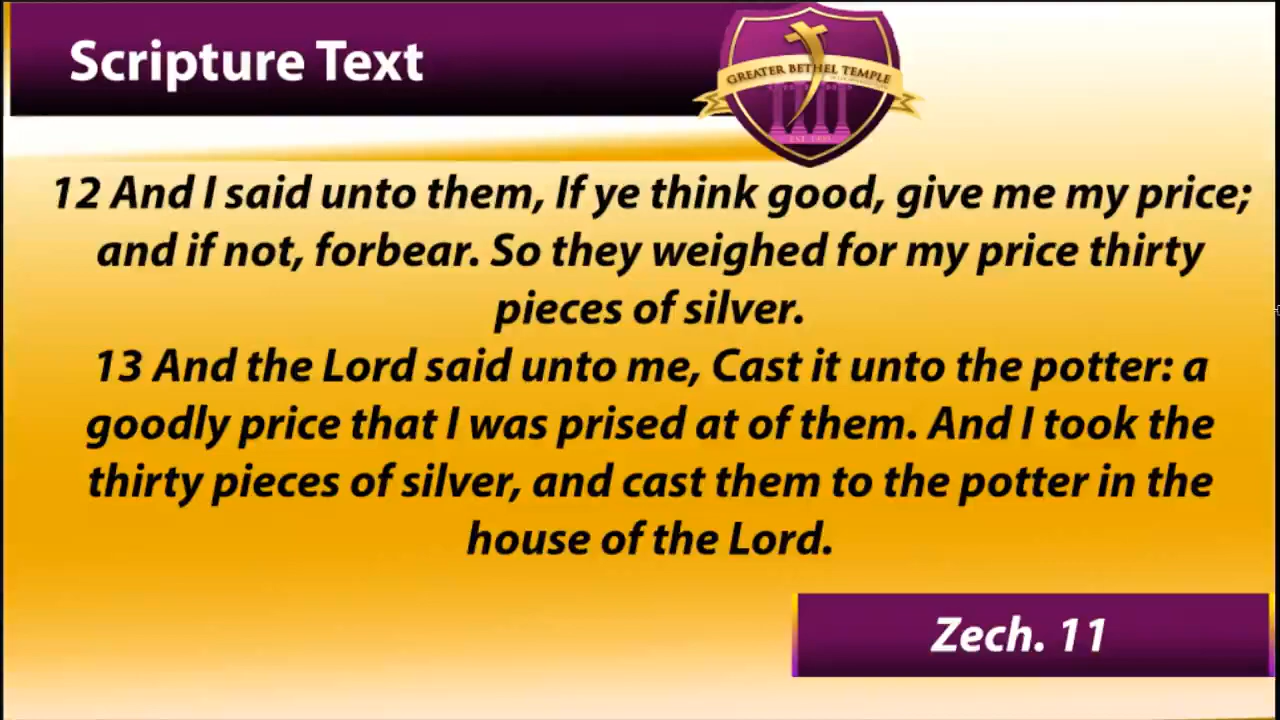 Scripture Text
GREATER BETHEL TEMPLE
12 And I said unto them, If ye think good, give me my price;
and if not, forbear. So they weighed for my price thirty
pieces of silver.
13 And the Lord said unto me, Cast it unto the potter: a
goodly price that I was prised at of them. And I took the
thirty pieces of silver, and cast them to the potter in the
house of the Lord.
Zech. 11